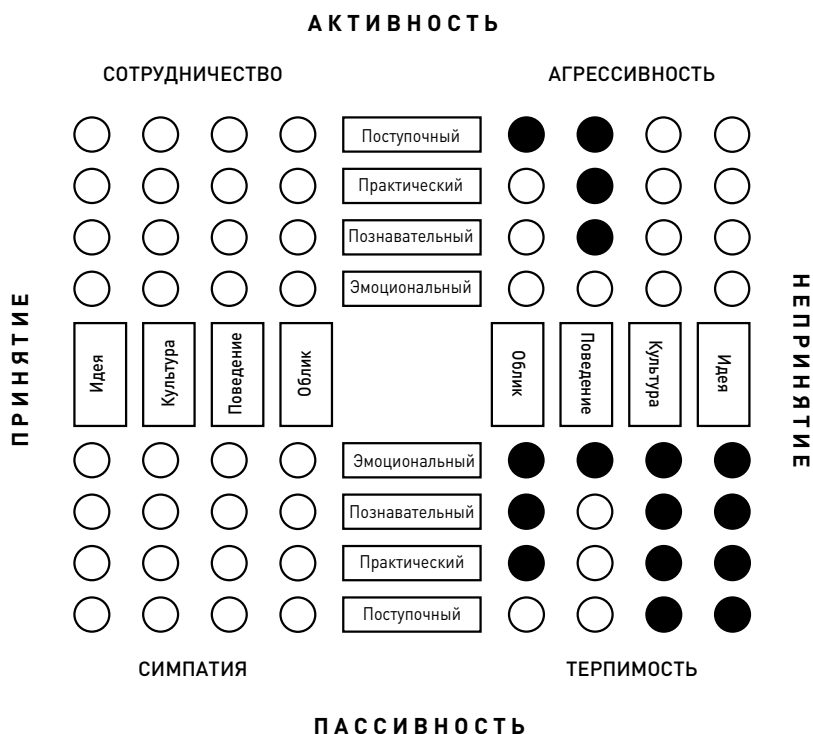 АКТИВНОСТЬ
СОТРУДНИЧЕСТВО
АГРЕССИВНОСТЬ
Поступочный
Практический
Познавательный
Эмоциональный
ПРИНЯТИЕ
НЕПРИНЯТИЕ
Идея
Культура
Поведение
Облик
Облик
Поведение
Культура
Идея
Эмоциональный
Познавательный
Практический
Поступочный
СИМПАТИЯ
ТЕРПИМОСТЬ
ПАССИВНОСТЬ